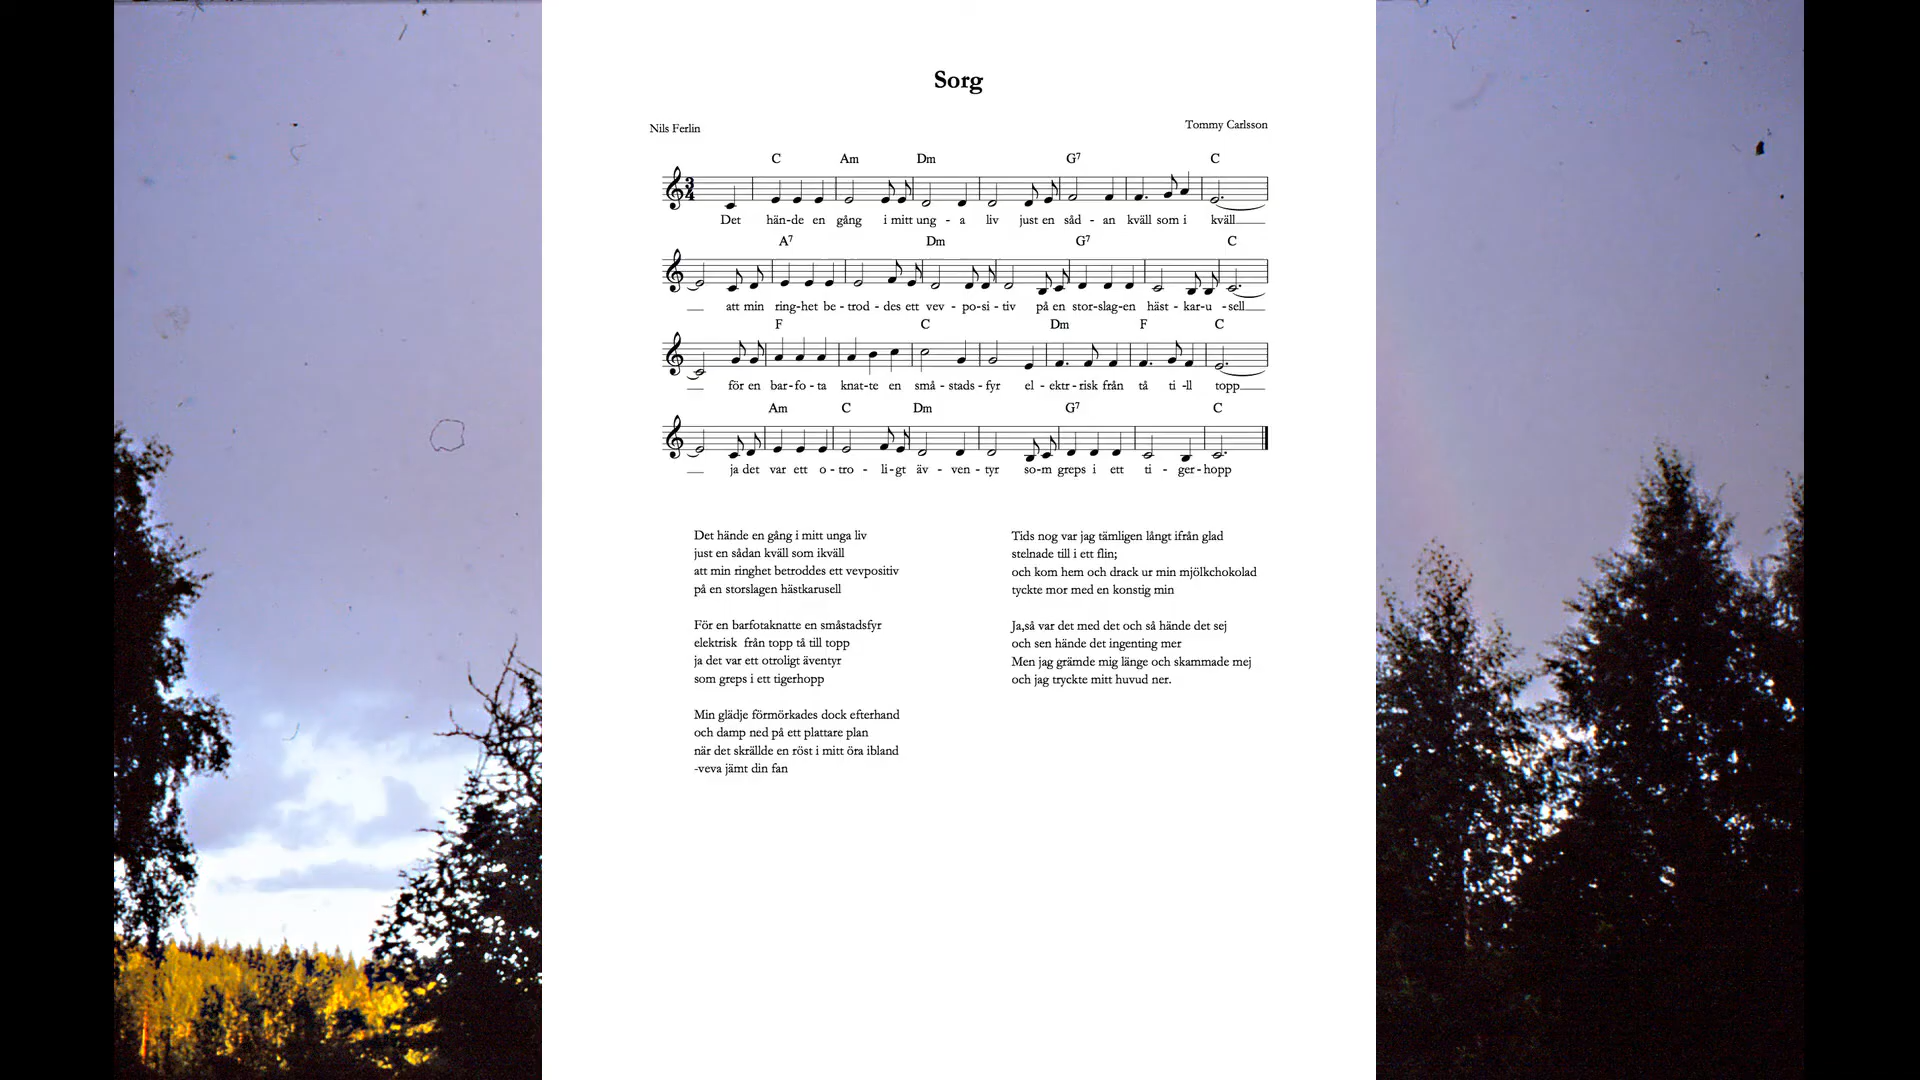 Sorg
Nils Ferlin
Tommy Carlsson
C Am Dm G7 C
Det hän-de en gång i mitt ung - a liv just en såd - an kväll som i kväll
A7 Dm G7 C
att min ring-het be - trod - des ett vev - po-si - tiv på en stor-slag-en häst - kar-u -sell
F C Dm F C
för en bar-fo-ta knat-te en små-stads-fyr el - ektr-risk från tå ti -ll topp
Am C Dm G7 C
ja det var ett o-tro - li-gt äv - ven - tyr so-m greps i ett ti - ger-hopp
Det hände en gång i mitt unga liv
just en sådan kväll som ikväll
att min ringhet betroddes ett vevpositiv
på en storslagen hästkarusell
För en barfotaknatte en småstadsfyr
elektrisk från topp tå till topp
ja det var ett otroligt äventyr
som greps i ett tigerhopp
Min glädje förmörkades dock efterhand
och damp ned på ett plattare plan
när det skrällde en röst i mitt öra ibland
-veva jämt din fan
Tids nog var jag tämligen långt ifrån glad
stelnade till i ett flin;
och kom hem och drack ur min mjölkchokolad
tyckte mor med en konstig min
Ja,så var det med det och så hände det sej
och sen hände det ingenting mer
Men jag grämde mig länge och skammade mej
och jag tryckte mitt huvud ner.